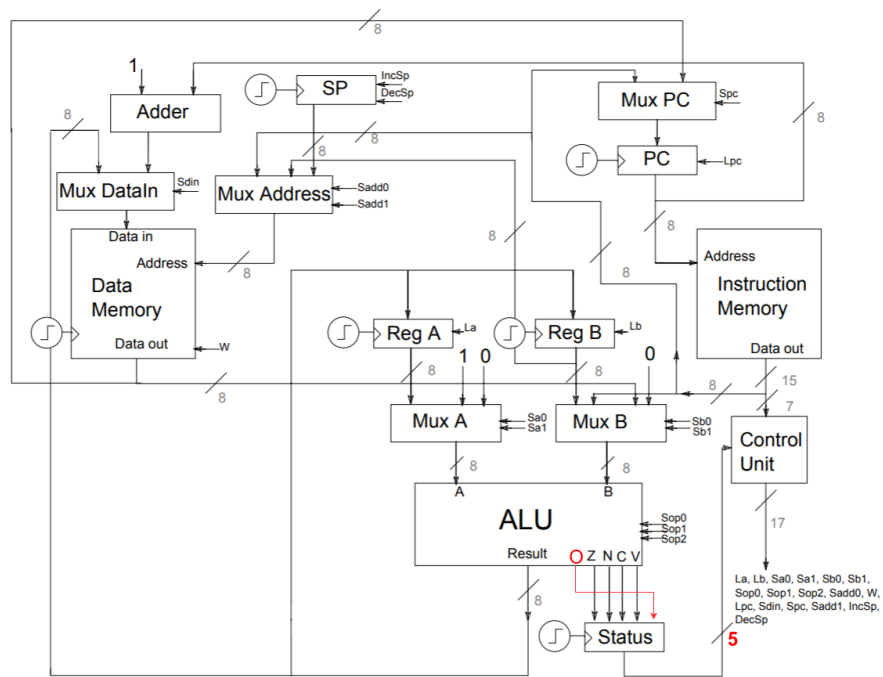 8
1
Adder
SP
IncSp
DecSp
Mux PC
Spc
8
8
8
8
PC
Lpc
Mux DataIn
Sdin
Mux Address
Sadd0
Sadd1
8
8
8
8
Data in
Address
Data
Memory
Data out
W
Address
Instruction
Memory
Data out
Reg A
La
Reg B
Lb
1 0
0
8
8
8
8
15
7
Mux A
Sa0
Sa1
Mux B
Sb0
Sb1
Control
Unit
8
8
A
B
ALU
Sop0
Sop1
Sop2
17
Result
O Z N C V
8
Status
La, Lb, Sa0, Sa1, Sb0, Sb1,
Sop0, Sop1, Sop2, Sadd0, W,
Lpc, Sdin, Spc, Sadd1, IncSp,
DecSp
5